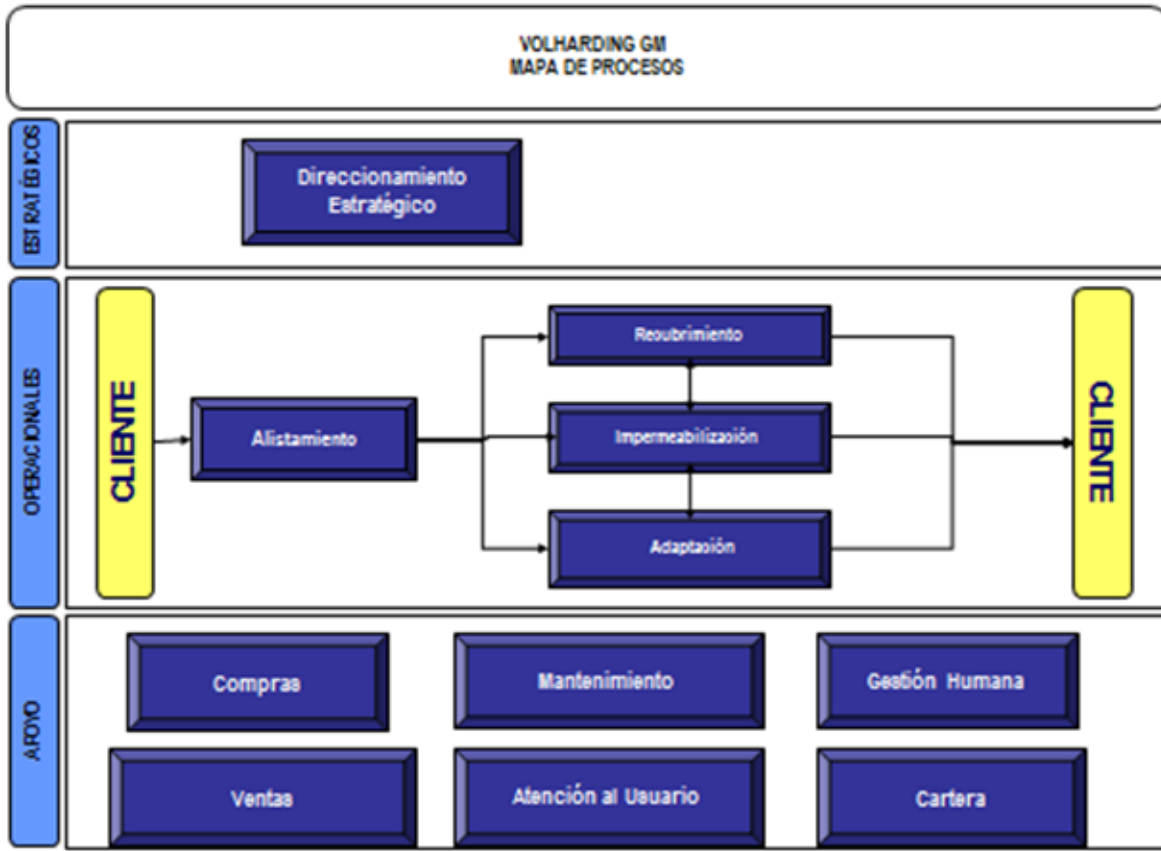 VOLHARDING GM
MAPA DE PROCESOS
ESTRATÉGICOS
Direccionamiento
Estratégico
OPERACIONALES
CLIENTE
Alistamiento
Recubrimiento
Impermeabilización
Adaptación
CLIENTE
APOYO
Compras
Mantenimiento
Gestión Humana
Ventas
Atención al Usuario
Cartera